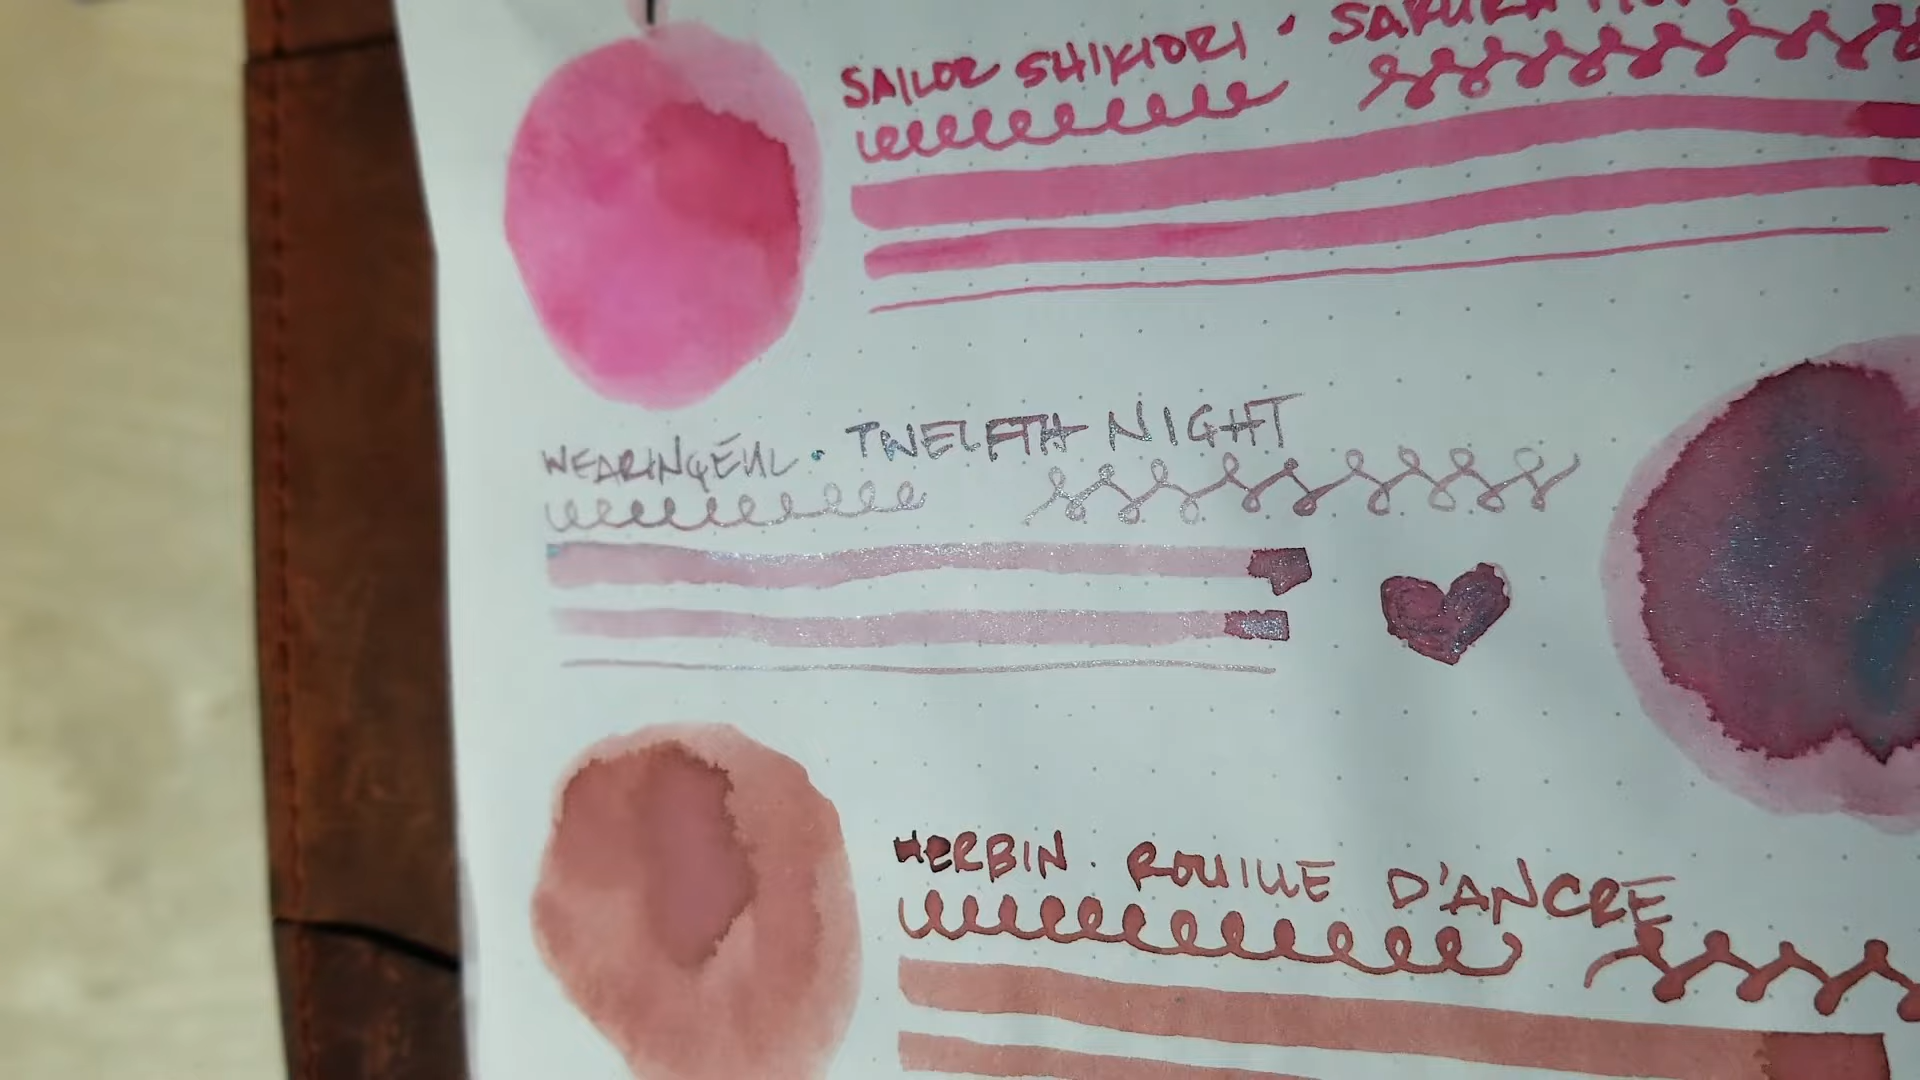 SAILOR SHIKIORI •
WEARINGEUL • TWELFTH NIGHT
HERBIN . ROUILLE D'ANCRE